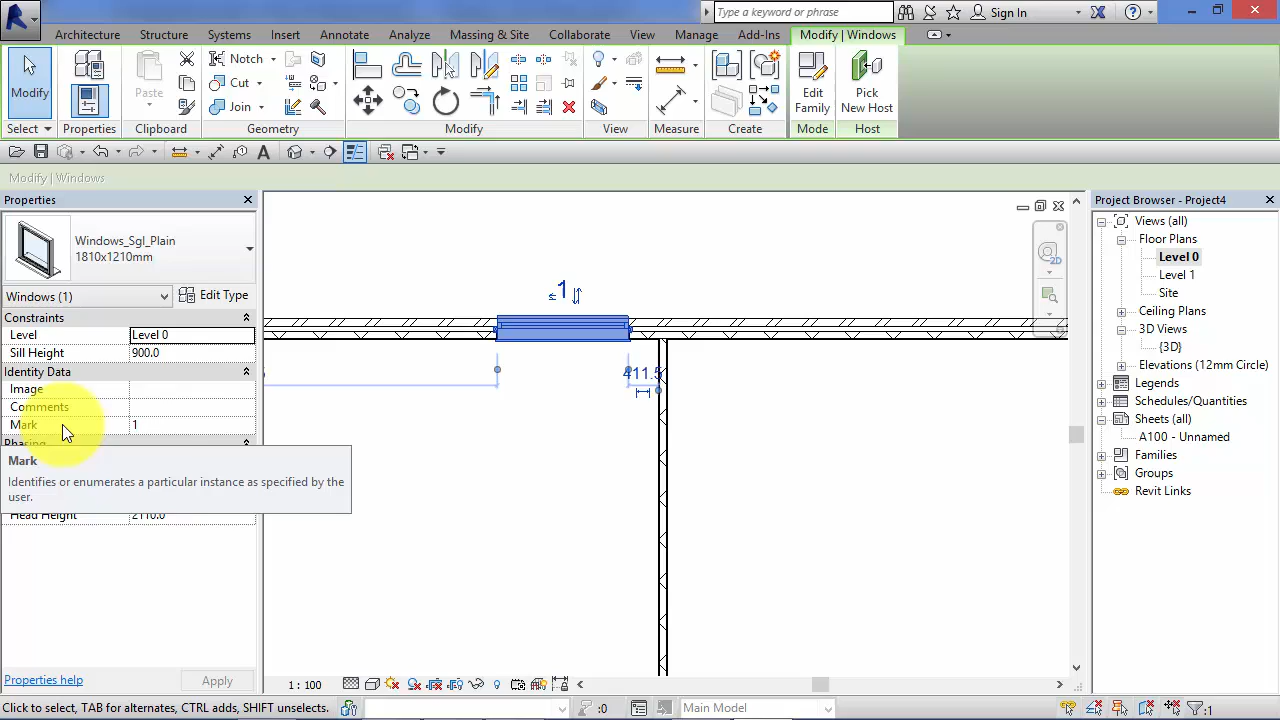 Type a keyword or phrase
Sign In
Architecture
Structure
Systems
Insert
Annotate
Analyze
Massing & Site
Collaborate
View
Manage
Add-Ins
Modify | Windows
Modify
Paste
Notch
Cut
Join
Edit Family
Pick New Host
Select
Properties
Clipboard
Geometry
Modify
View
Measure
Create
Mode
Host
Modify | Windows
Properties
Windows_Sgl_Plain
1810x1210mm
Windows (1)
Edit Type
Constraints
Level
Level 0
Sill Height
900.0
Identity Data
Image
Comments
Mark
1
Phasing
Mark
Identifies or enumerates a particular instance as specified by the
user.
Head Height
2110.0
Properties help
Apply
1
411.5
2D
1 : 100
Project Browser - Project4
Views (all)
Floor Plans
Level 0
Level 1
Site
Ceiling Plans
3D Views
{3D}
Elevations (12mm Circle)
Legends
Schedules/Quantities
Sheets (all)
A100 - Unnamed
Families
Groups
Revit Links
Click to select, TAB for alternates, CTRL adds, SHIFT unselects.
:0
Main Model
:1